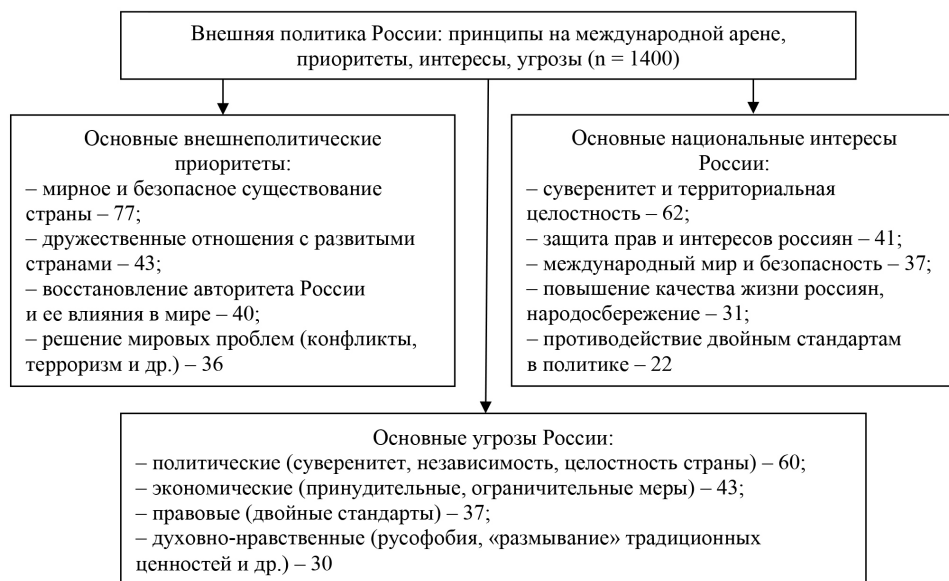 Внешняя политика России: принципы на международной арене,
приоритеты, интересы, угрозы (n = 1400)
Основные внешнеполитические
приоритеты:
– мирное и безопасное существование
страны – 77;
– дружественные отношения с развитыми
странами – 43;
– восстановление авторитета России
и ее влияния в мире – 40;
– решение мировых проблем (конфликты,
терроризм и др.) – 36
Основные национальные интересы
России:
– суверенитет и территориальная
целостность – 62;
– защита прав и интересов россиян – 41;
– международный мир и безопасность – 37;
– повышение качества жизни россиян,
народосбережение – 31;
– противодействие двойным стандартам
в политике – 22
Основные угрозы России:
– политические (суверенитет, независимость, целостность страны) – 60;
– экономические (принудительные, ограничительные меры) – 43;
– правовые (двойные стандарты) – 37;
– духовно-нравственные (русофобия, «размывание» традиционных
ценностей и др.) – 30